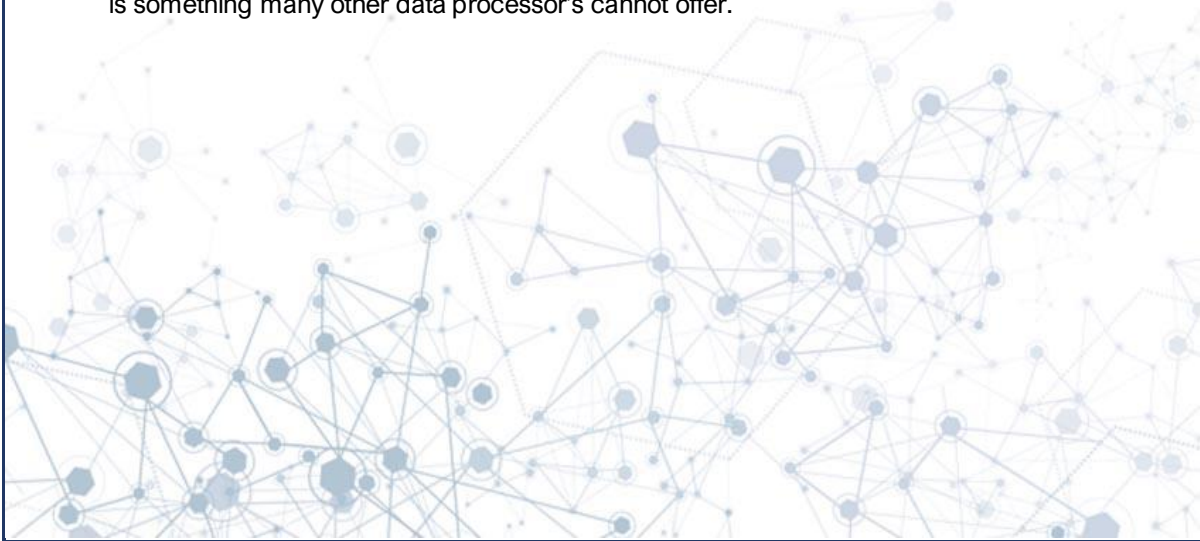 is something many other data processor's cannot offer.